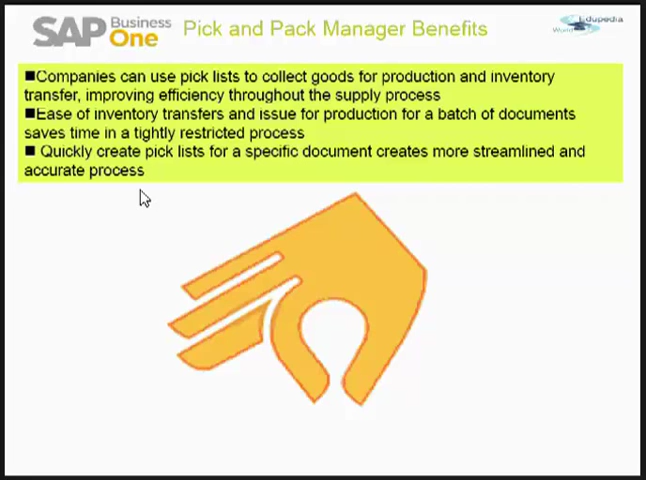 SAP Business One
Pick and Pack Manager Benefits
Edupedia World
■Companies can use pick lists to collect goods for production and inventory
transfer, improving efficiency throughout the supply process
■Ease of inventory transfers and issue for production for a batch of documents
saves time in a tightly restricted process
■ Quickly create pick lists for a specific document creates more streamlined and
accurate process